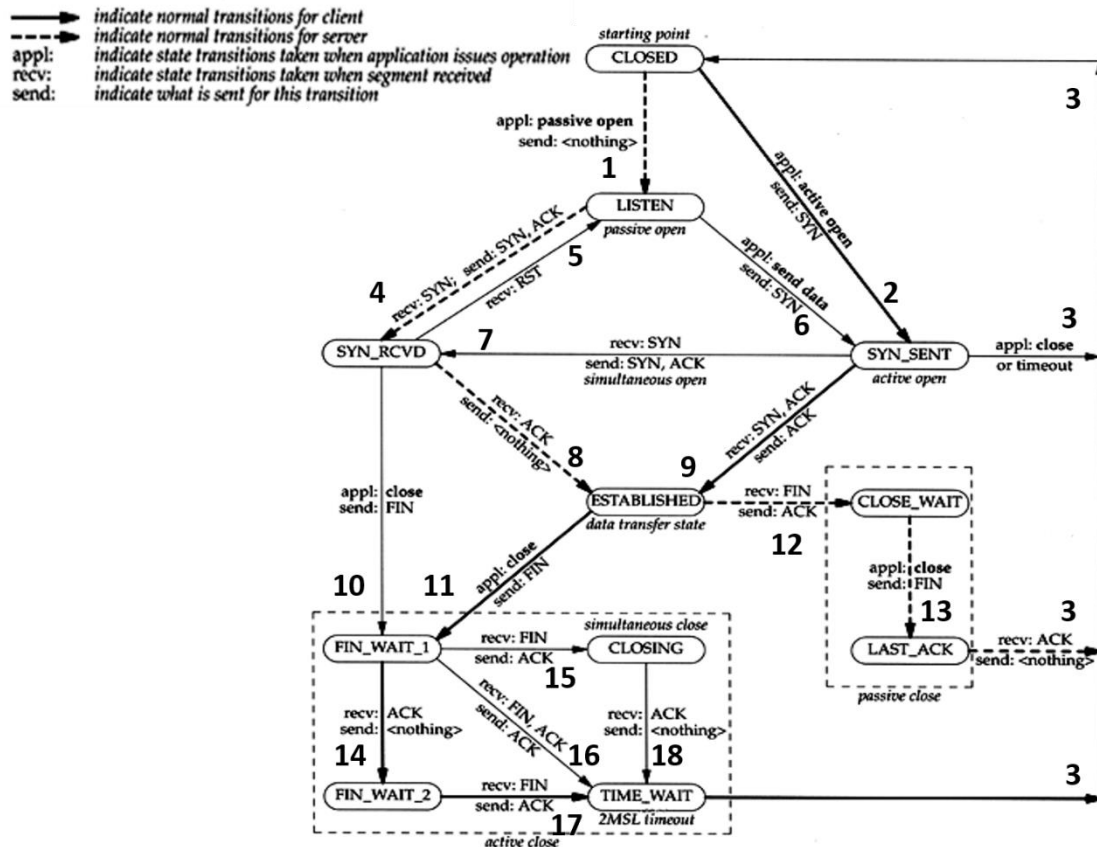 indicate normal transitions for client
indicate normal transitions for server
appl: indicate state transitions taken when application issues operation
recv: indicate state transitions taken when segment received
send: indicate what is sent for this transition
starting point
CLOSED
3
appl: passive open
send: <nothing>
1
appl: active open
send: SYN
LISTEN
passive open
recv: SYN; send: SYN, ACK
5
recv: RST
appl: send data
send: SYN
4
2
6
3
7
SYN_RCVD
recv: SYN
send: SYN, ACK
simultaneous open
SYN_SENT
active open
appl: close
or timeout
recv: ACK
send: <nothing>
8
recv: SYN, ACK
send: ACK
9
ESTABLISHED
data transfer state
recv: FIN
send: ACK
12
CLOSE_WAIT
appl: close
send: FIN
10
appl: close
send: FIN
11
appl: close
send: FIN
13
3
LAST_ACK
recv: ACK
send: <nothing>
passive close
simultaneous close
FIN_WAIT_1
recv: FIN
send: ACK
15
CLOSING
recv: ACK
send: <nothing>
14
recv: FIN, ACK
send: ACK
16
recv: ACK
send: <nothing>
18
3
FIN_WAIT_2
recv: FIN
send: ACK
17
TIME_WAIT
2MSL timeout
active close